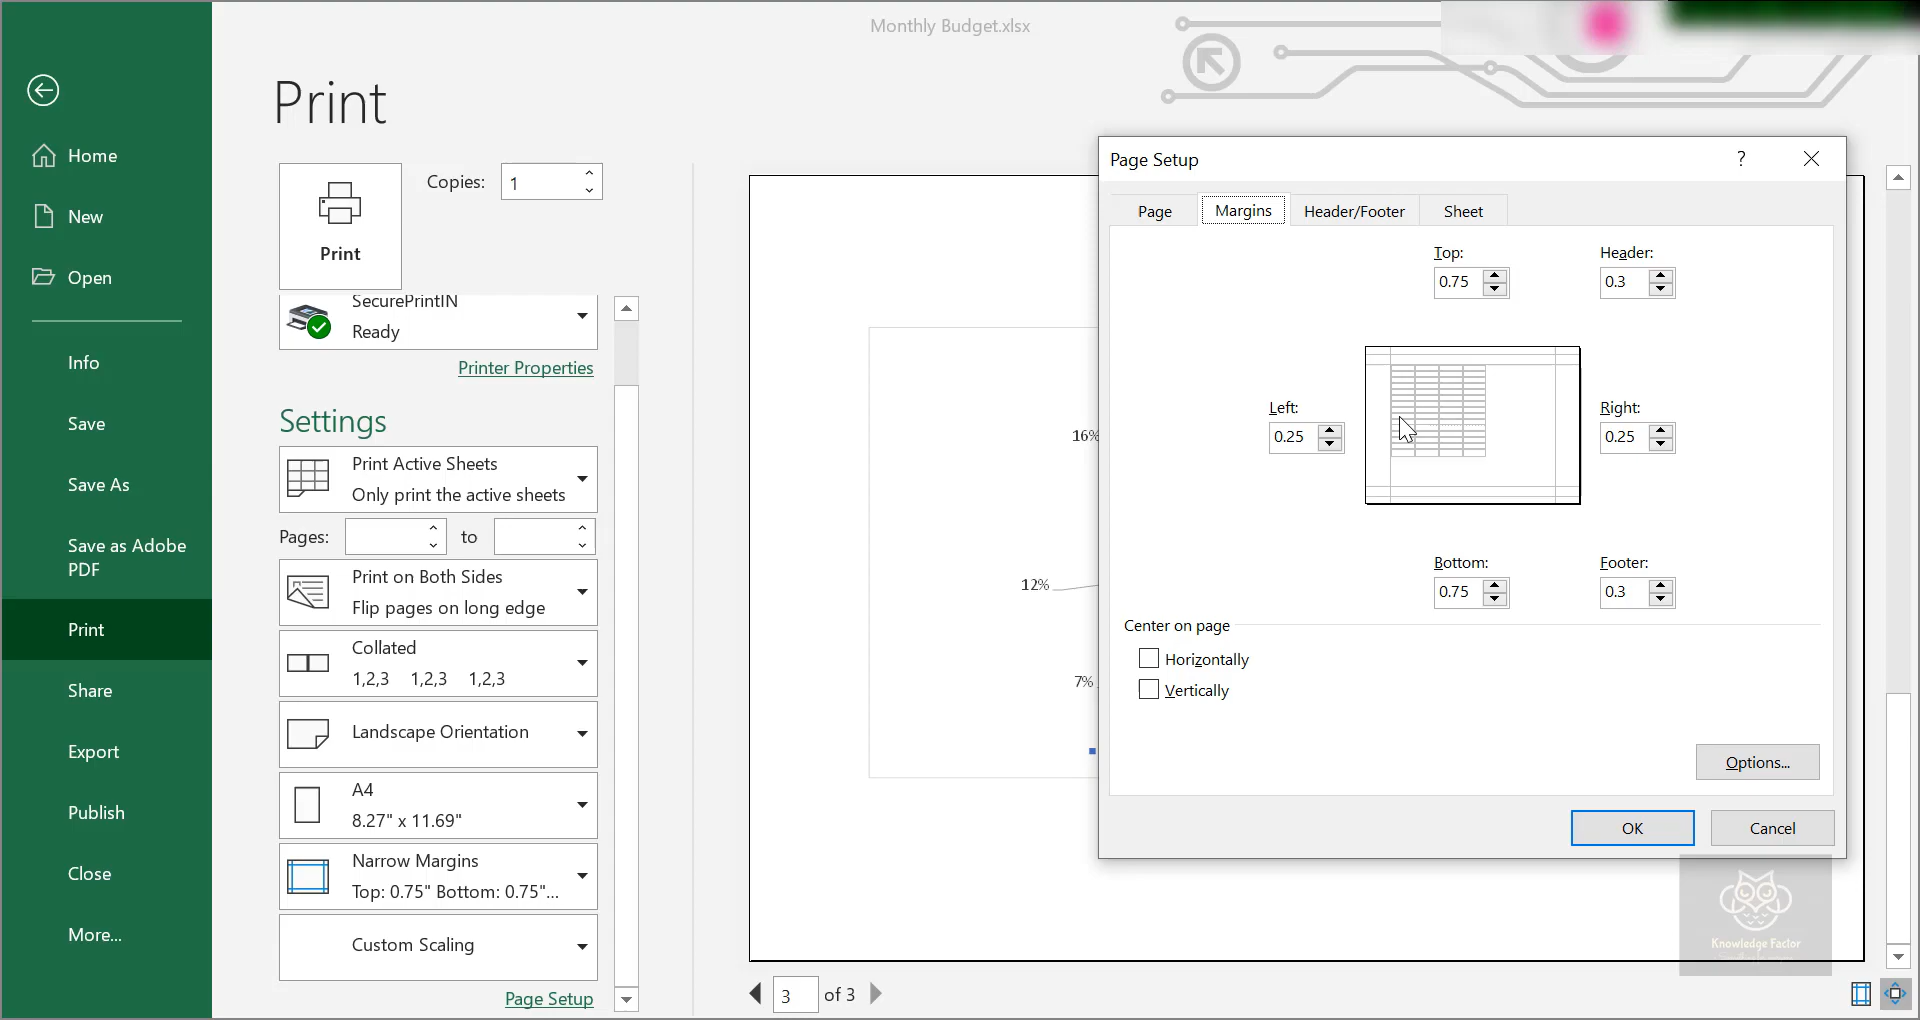 Monthly Budget.xlsx
Print
Home
New
Open
Info
Save
Save As
Save as Adobe
PDF
Print
Share
Export
Publish
Close
More...
Print
Copies:
1
SecurePrintIN
Ready
Printer Properties
Settings
Print Active Sheets
Only print the active sheets
Pages:
to
Print on Both Sides
Flip pages on long edge
Collated
1,2,3 1,2,3 1,2,3
Landscape Orientation
A4
8.27" x 11.69"
Narrow Margins
Top: 0.75" Bottom: 0.75"...
Custom Scaling
Page Setup
16%
12%
7%
3 of 3
Page Setup
?
Page Margins Header/Footer Sheet
Top: Header:
0.75 0.3
Left: Right:
0.25 0.25
Bottom: Footer:
0.75 0.3
Center on page
Horizontally
Vertically
Options...
OK Cancel
Knowledge Factor